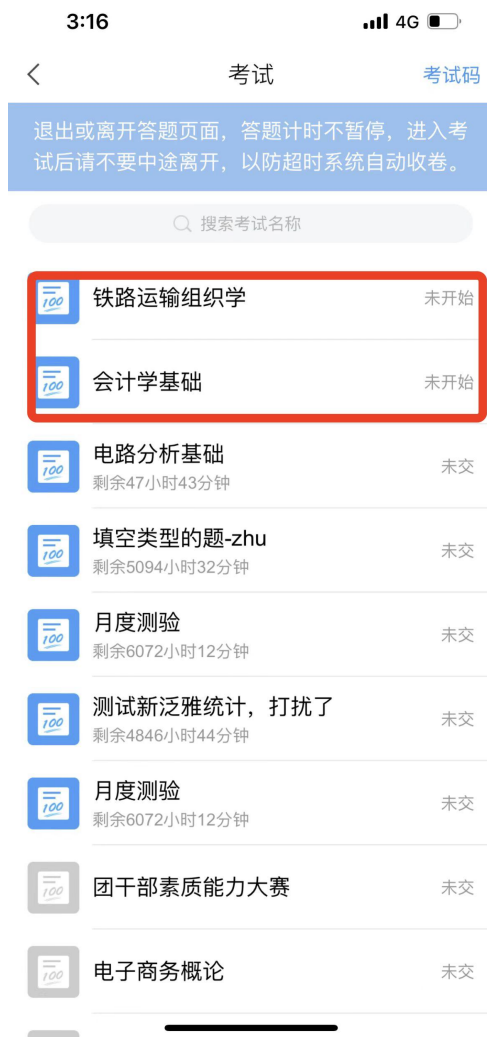 3:16
4G
考试
考试码
退出或离开答题页面，答题计时不暂停，进入考
试后请不要中途离开，以防超时系统自动收卷。
搜索考试名称
100
铁路运输组织学
未开始
100
会计学基础
未开始
100
电路分析基础
未交
剩余47小时43分钟
100
填空类型的题-zhu
未交
剩余5094小时32分钟
100
月度测验
未交
剩余6072小时12分钟
100
测试新泛雅统计，打扰了
未交
剩余4846小时44分钟
100
月度测验
未交
剩余6072小时12分钟
100
团干部素质能力大赛
未交
100
电子商务概论
未交